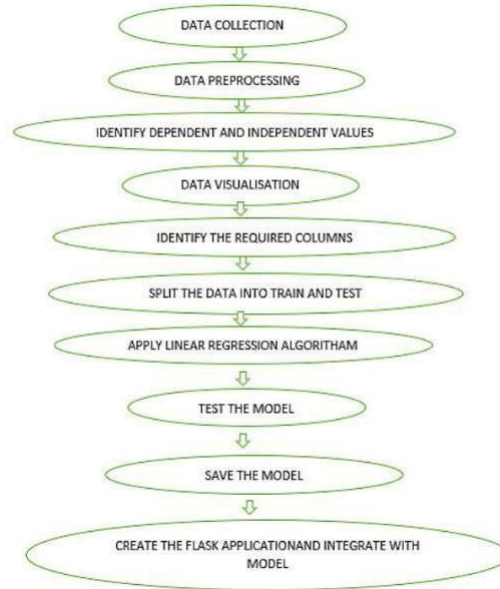 DATA COLLECTION
DATA PREPROCESSING
IDENTIFY DEPENDENT AND INDEPENDENT VALUES
DATA VISUALISATION
IDENTIFY THE REQUIRED COLUMNS
SPLIT THE DATA INTO TRAIN AND TEST
APPLY LINEAR REGRESSION ALGORITHAM
TEST THE MODEL
SAVE THE MODEL
CREATE THE FLASK APPLICATIONAND INTEGRATE WITH
MODEL